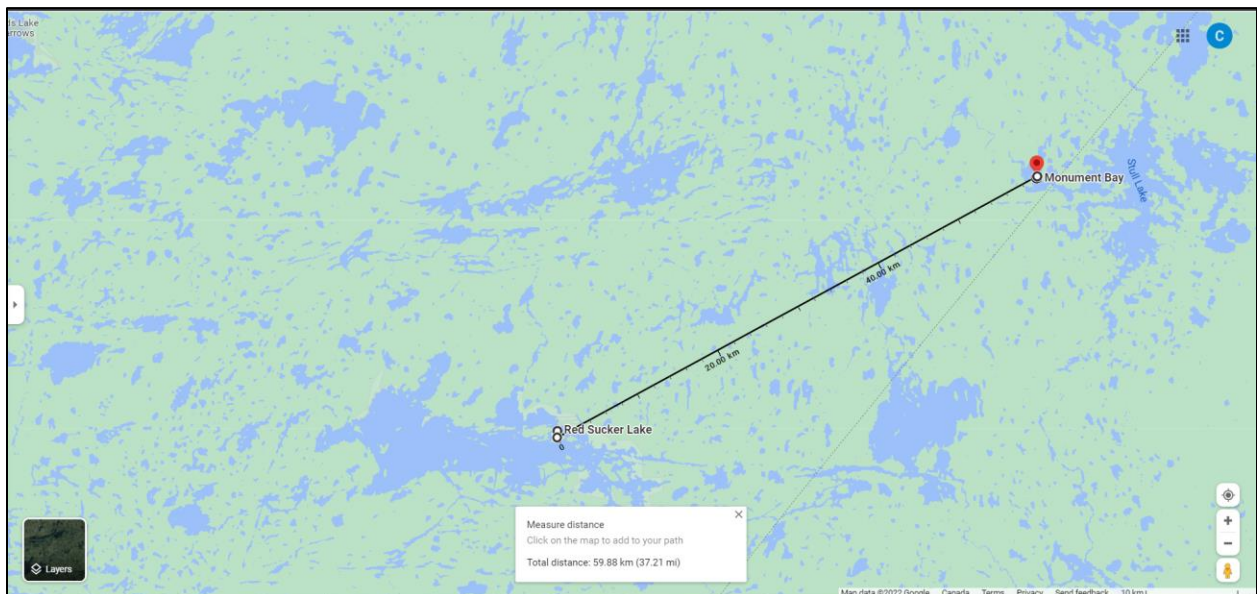 Lake
C
Monument Bay
Stull Lake
40.00 km
20.00 km
Red Sucker Lake
0
Measure distance
Click on the map to add to your path
Total distance: 59.88 km (37.21 mi)
Layers
Map data ©2022 Google Canada Terms Privacy Send feedback 10 km